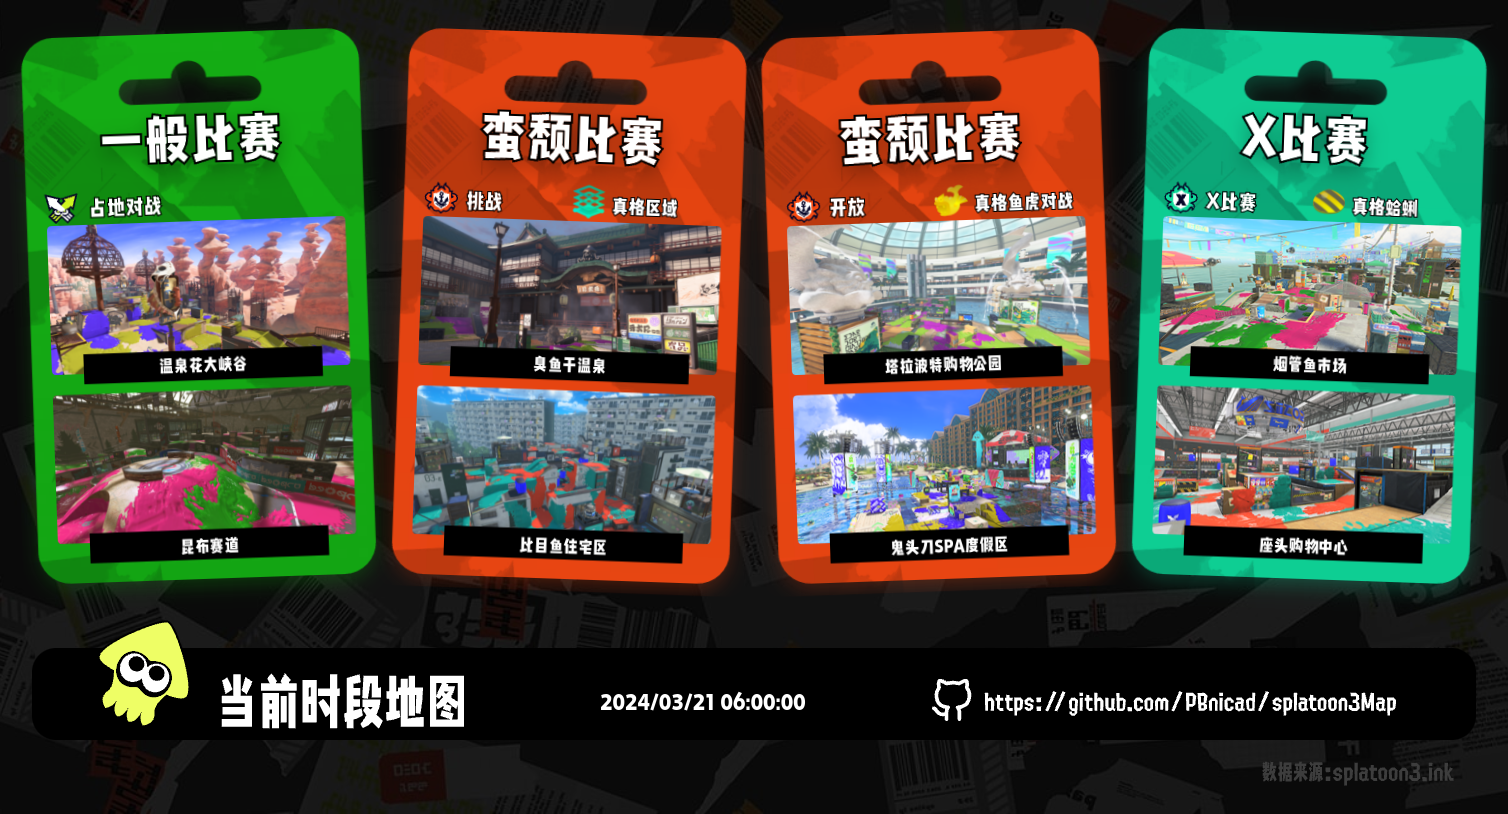 一般比赛
占地对战
温泉花大峡谷
昆布赛道
蛮颓比赛
挑战
真格区域
臭鱼干温泉
比目鱼住宅区
蛮颓比赛
开放
真格鱼虎对战
塔拉波特购物公园
鬼头刀SPA度假区
X比赛
X比赛
真格蛤蜊
烟管鱼市场
座头购物中心
当前时段地图
2024/03/21 06:00:00
https://github.com/PBnicad/splatoon3Map
数据来源:splatoon3.ink